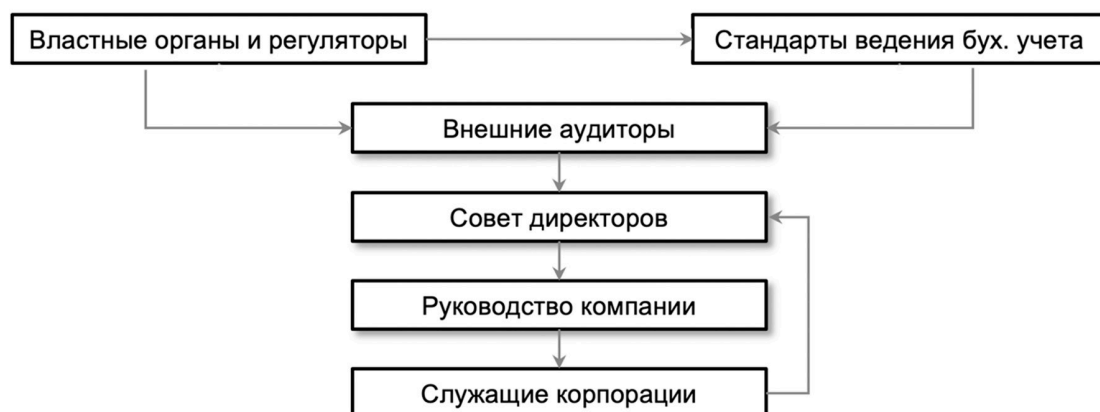 Властные органы и регуляторы
Стандарты ведения бух. учета
Внешние аудиторы
Совет директоров
Руководство компании
Служащие корпорации